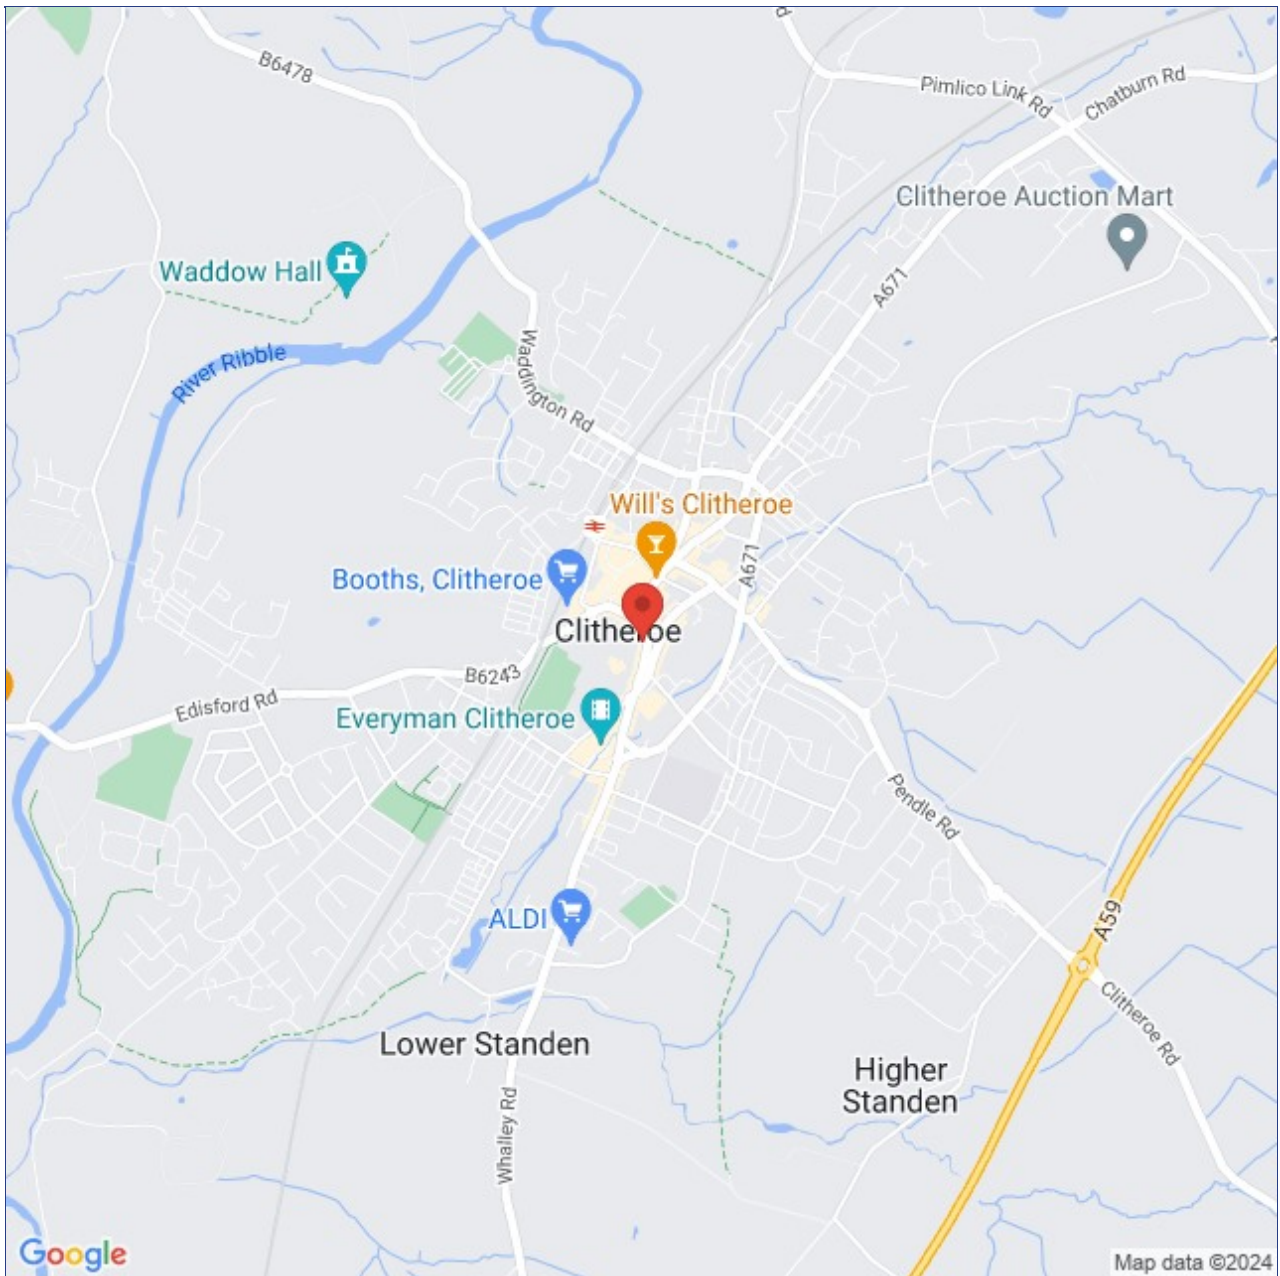 B6478
Pimlico Link Rd
Chatburn Rd
Clitheroe Auction Mart
Waddow Hall
A671
River Ribble
Waddington Rd
Will's Clitheroe
A671
Booths, Clitheroe
Clitheroe
B6243
Edisford Rd
Everyman Clitheroe
Pendle Rd
ALDI
A59
Clitheroe Rd
Lower Standen
Higher
Standen
Whalley Rd
Google
Map data ©2024